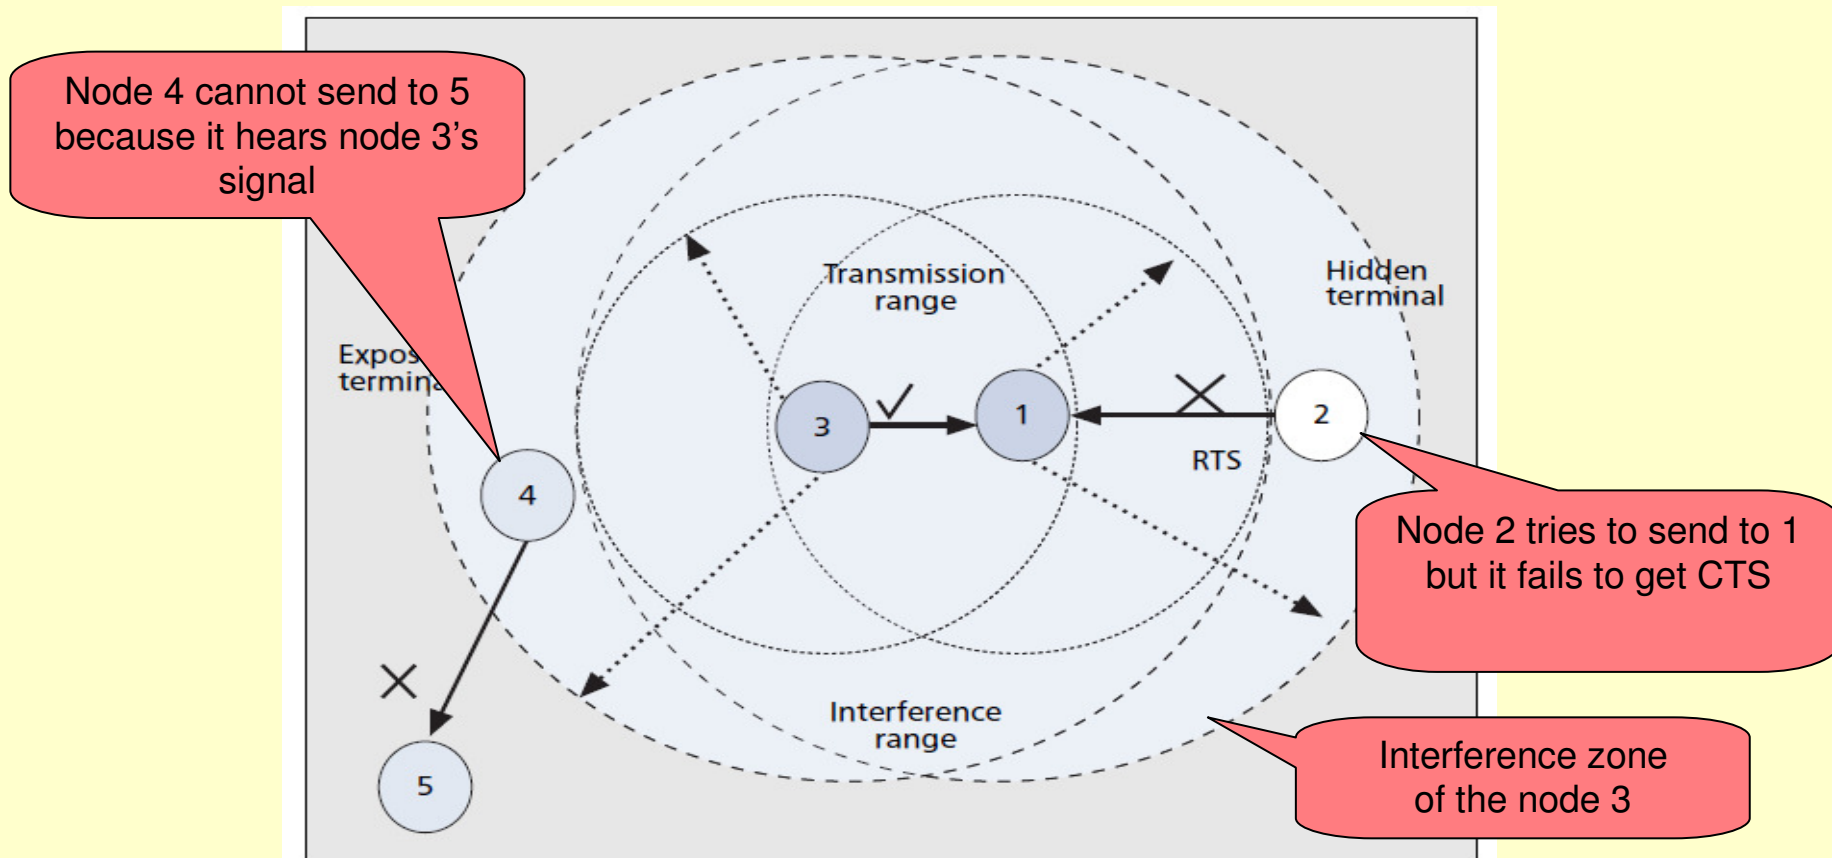 Node 4 cannot send to 5
because it hears node 3’s
signal
Transmission
range
Hidden
terminal
3
1
2
RTS
4
Node 2 tries to send to 1
but it fails to get CTS
Interference
range
Interference zone
of the node 3
5